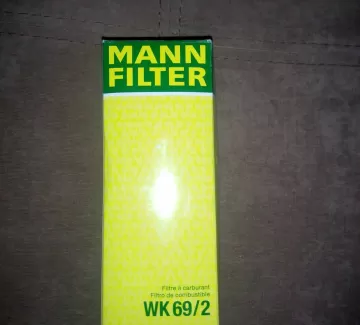 MANN
FILTER
Filtre à carburant
Filtro de combustible
WK 69/2